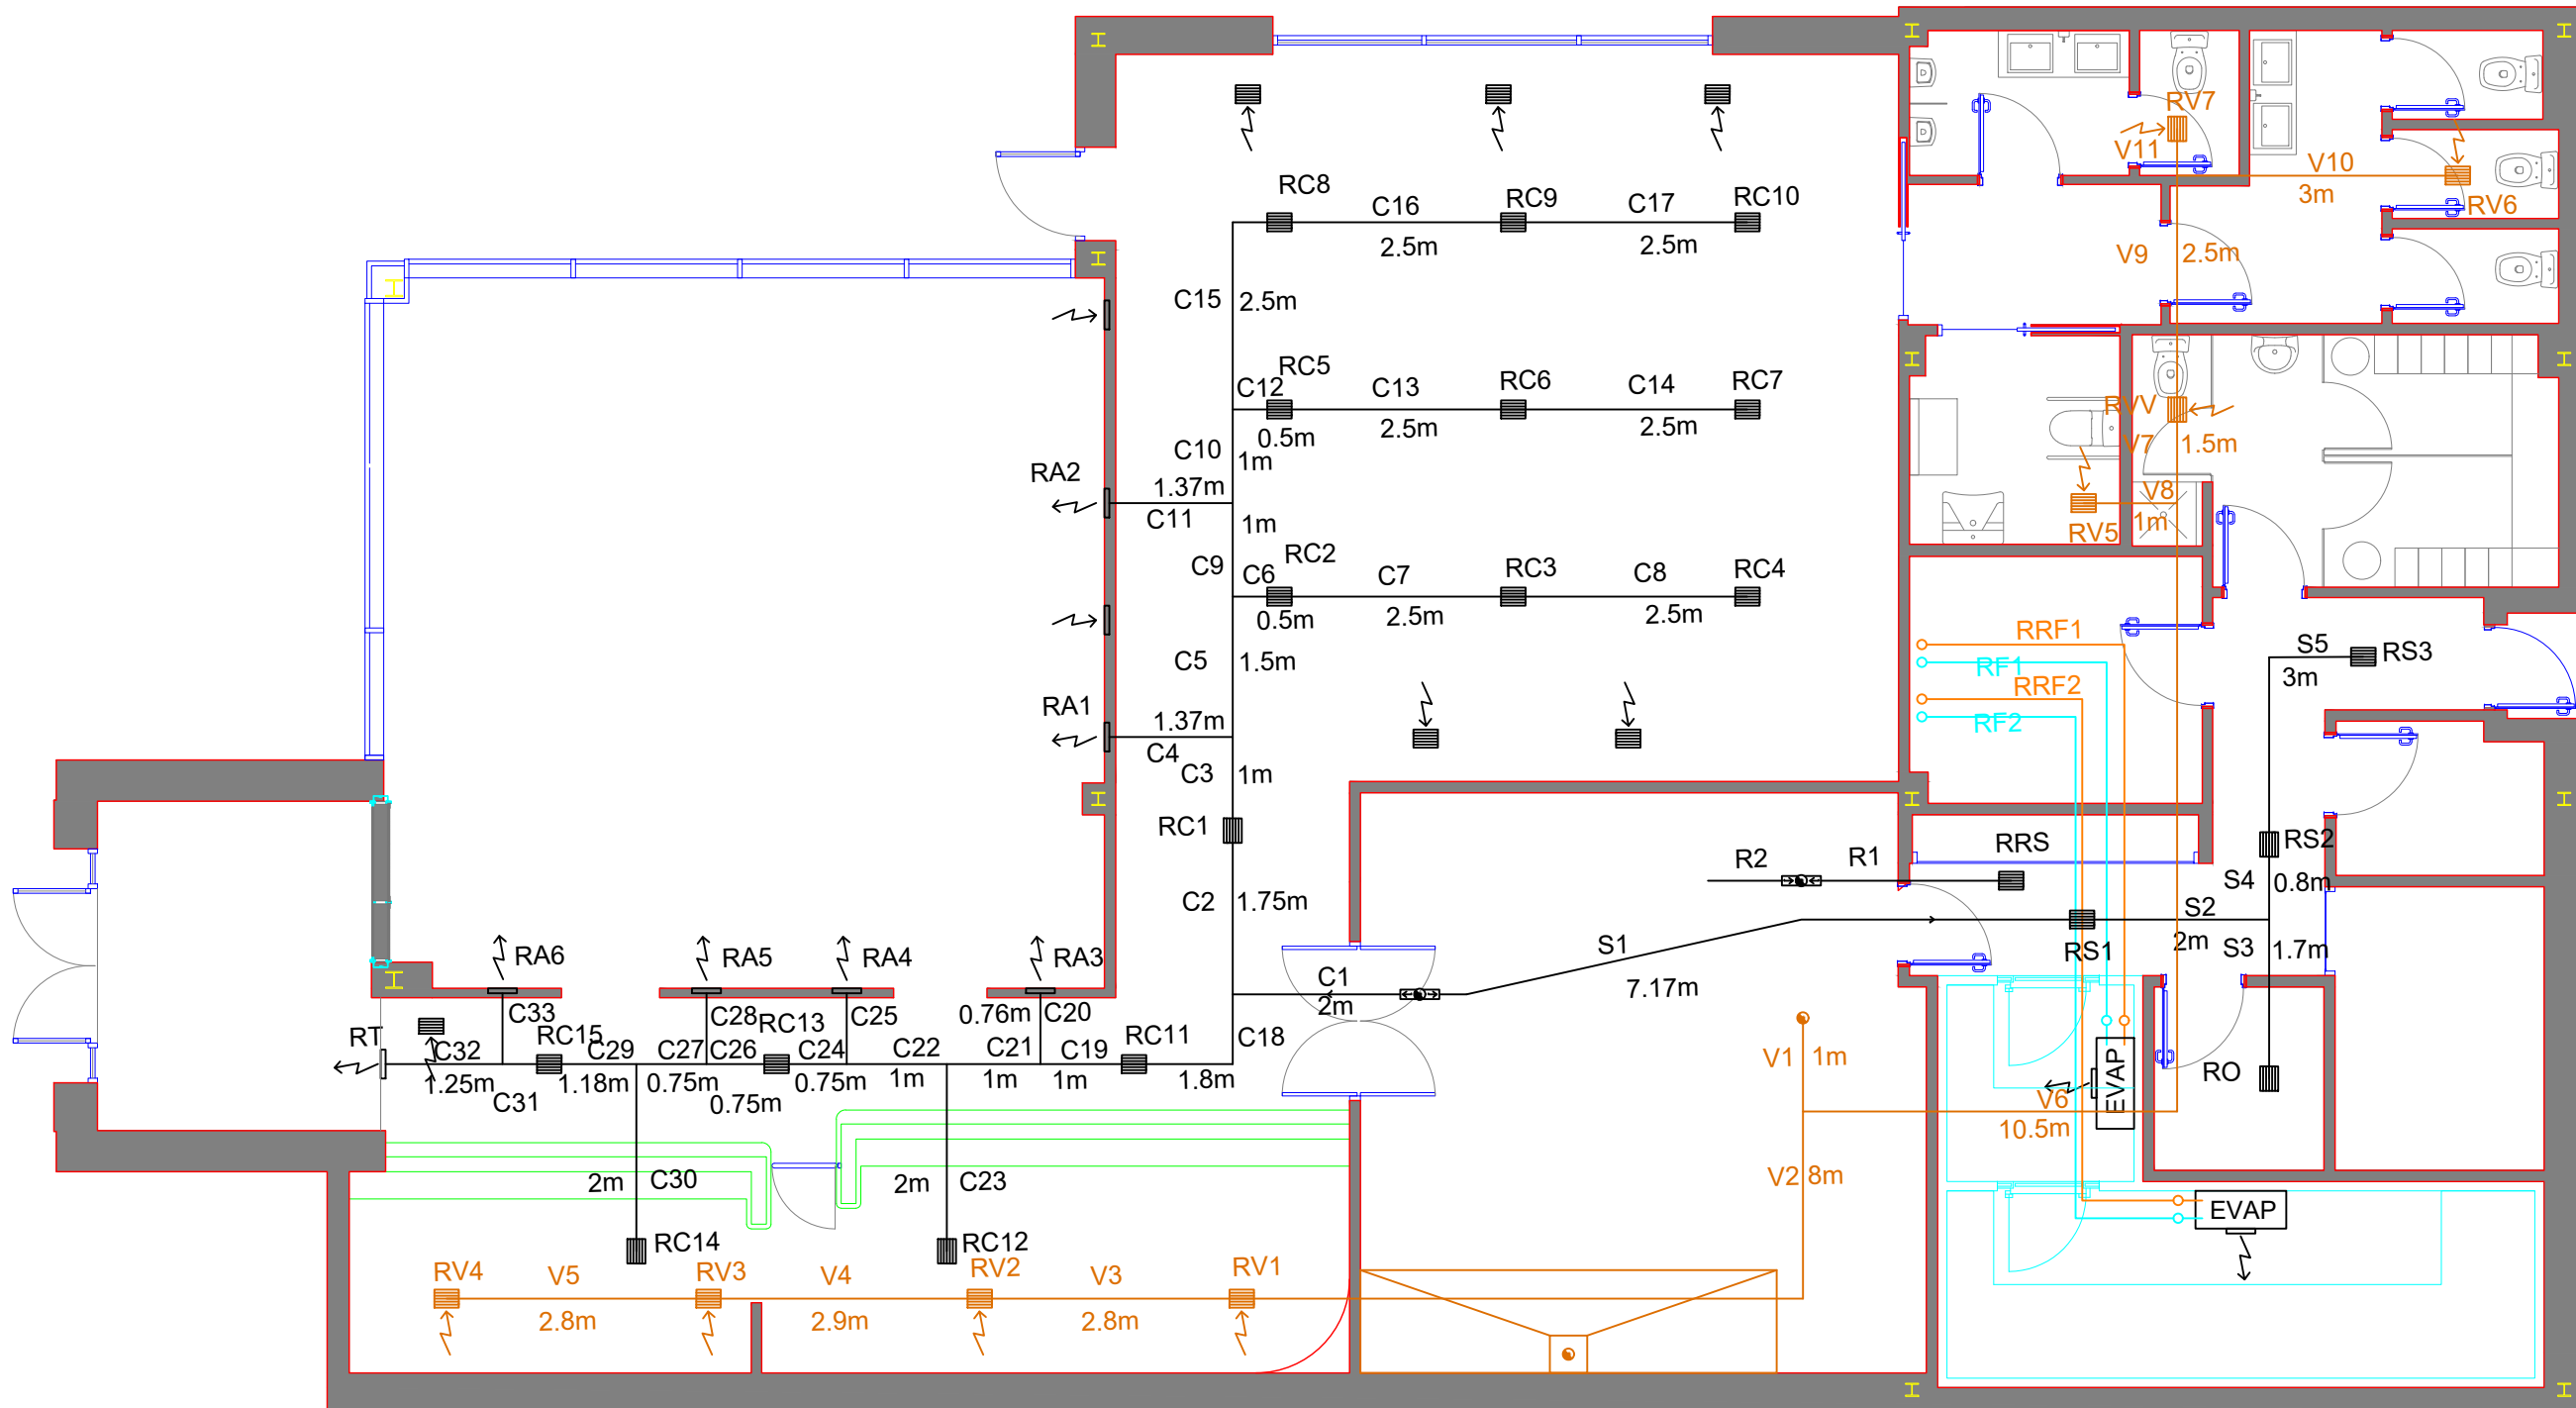 RV7
V11
V10
3m
RV6
RC8
C16
RC9
C17
RC10
2.5m
2.5m
V9
2.5m
C15
2.5m
RC5
C12
C13
RC6
C14
RC7
0.5m
2.5m
2.5m
RVV
V7
1.5m
C10
1m
RA2
1.37m
C11
1m
V8
RV5
1m
C9
RC2
C6
C7
RC3
C8
RC4
0.5m
2.5m
2.5m
RRF1
RF1
RRF2
RF2
S5
RS3
3m
C5
1.5m
RA1
1.37m
C4
C3
1m
RC1
R2
R1
RRS
RS2
S4
0.8m
C2
1.75m
S2
2m
RS1
S3
1.7m
S1
7.17m
RA6
RA5
RA4
RA3
C1
2m
C33
C28
RC13
C25
0.76m
C20
RT
C32
RC15
C29
C27
C26
C24
C22
C21
C19
RC11
C18
1.25m
C31
1.18m
0.75m
0.75m
0.75m
1m
1m
1m
1.8m
V1
1m
EVAP
RO
V6
10.5m
2m
C30
2m
C23
V2
8m
EVAP
RC14
RC12
RV4
V5
RV3
V4
RV2
V3
RV1
2.8m
2.9m
2.8m